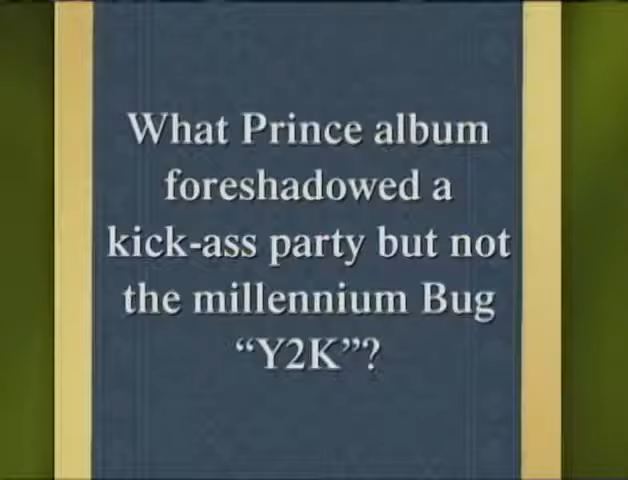 What Prince album
foreshadowed a
kick-ass party but not
the millennium Bug
“Y2K”?